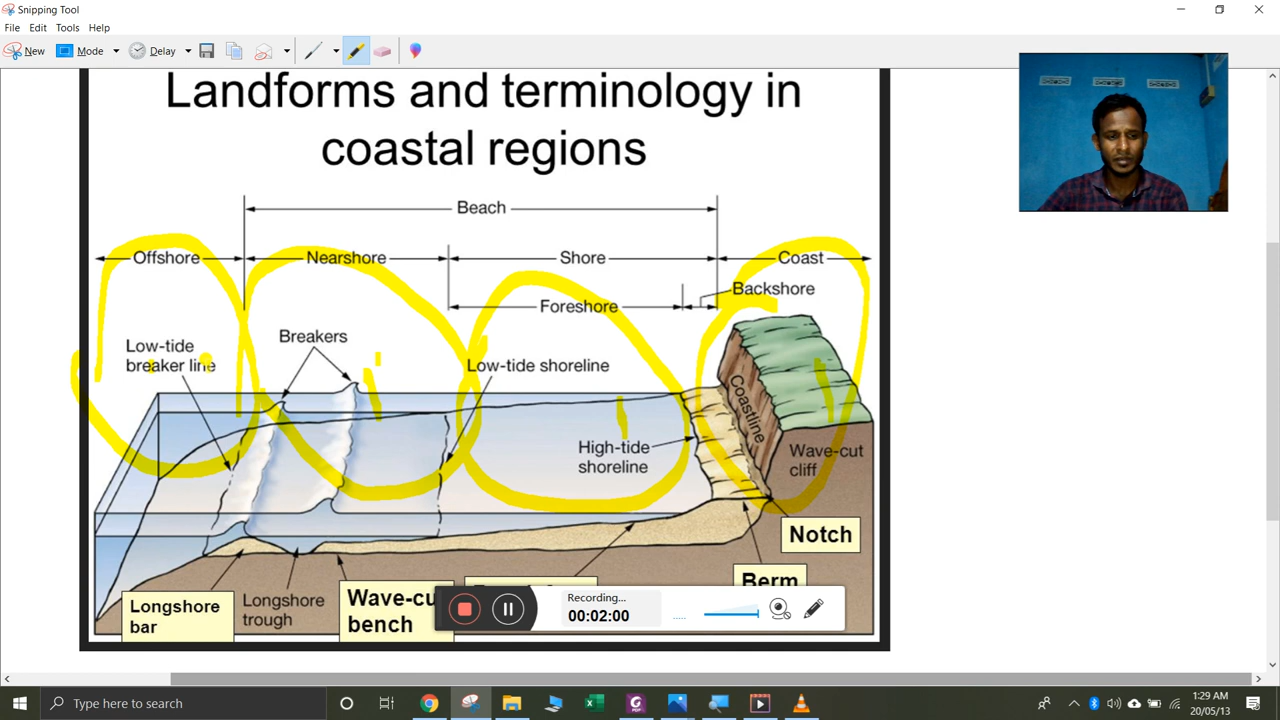 Snipping Tool
File Edit Tools Help
New Mode Delay
Landforms and terminology in
coastal regions
Beach
Offshore Nearshore Shore Coast
Backshore
Foreshore
Breakers
Low-tide
breaker line
Low-tide shoreline
Coastline
High-tide
shoreline
Wave-cut
cliff
Notch
Berm
Longshore
bar
Longshore
trough
bench
Recording...
00:02:00
Type here to search
1:29 AM
20/05/13